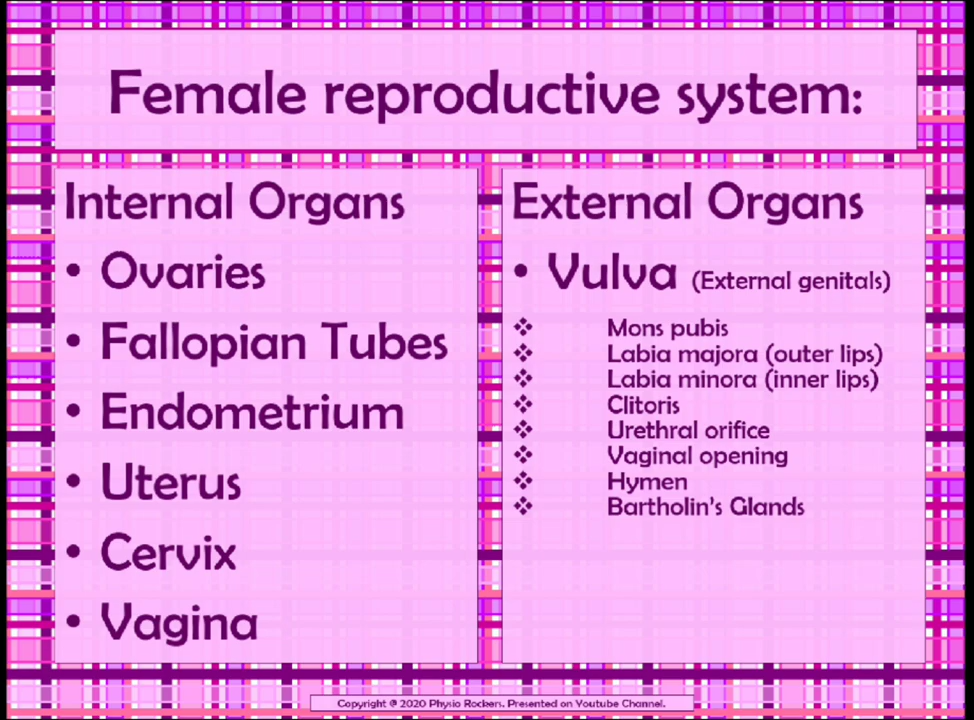 Female reproductive system:
Internal Organs
• Ovaries
• Fallopian Tubes
• Endometrium
• Uterus
• Cervix
• Vagina
External Organs
• Vulva (External genitals)
❖ Mons pubis
❖ Labia majora (outer lips)
❖ Labia minora (inner lips)
❖ Clitoris
❖ Urethral orifice
❖ Vaginal opening
❖ Hymen
❖ Bartholin's Glands
Copyright @ 2020 Physio Rockers. Presented on Youtube Channel.